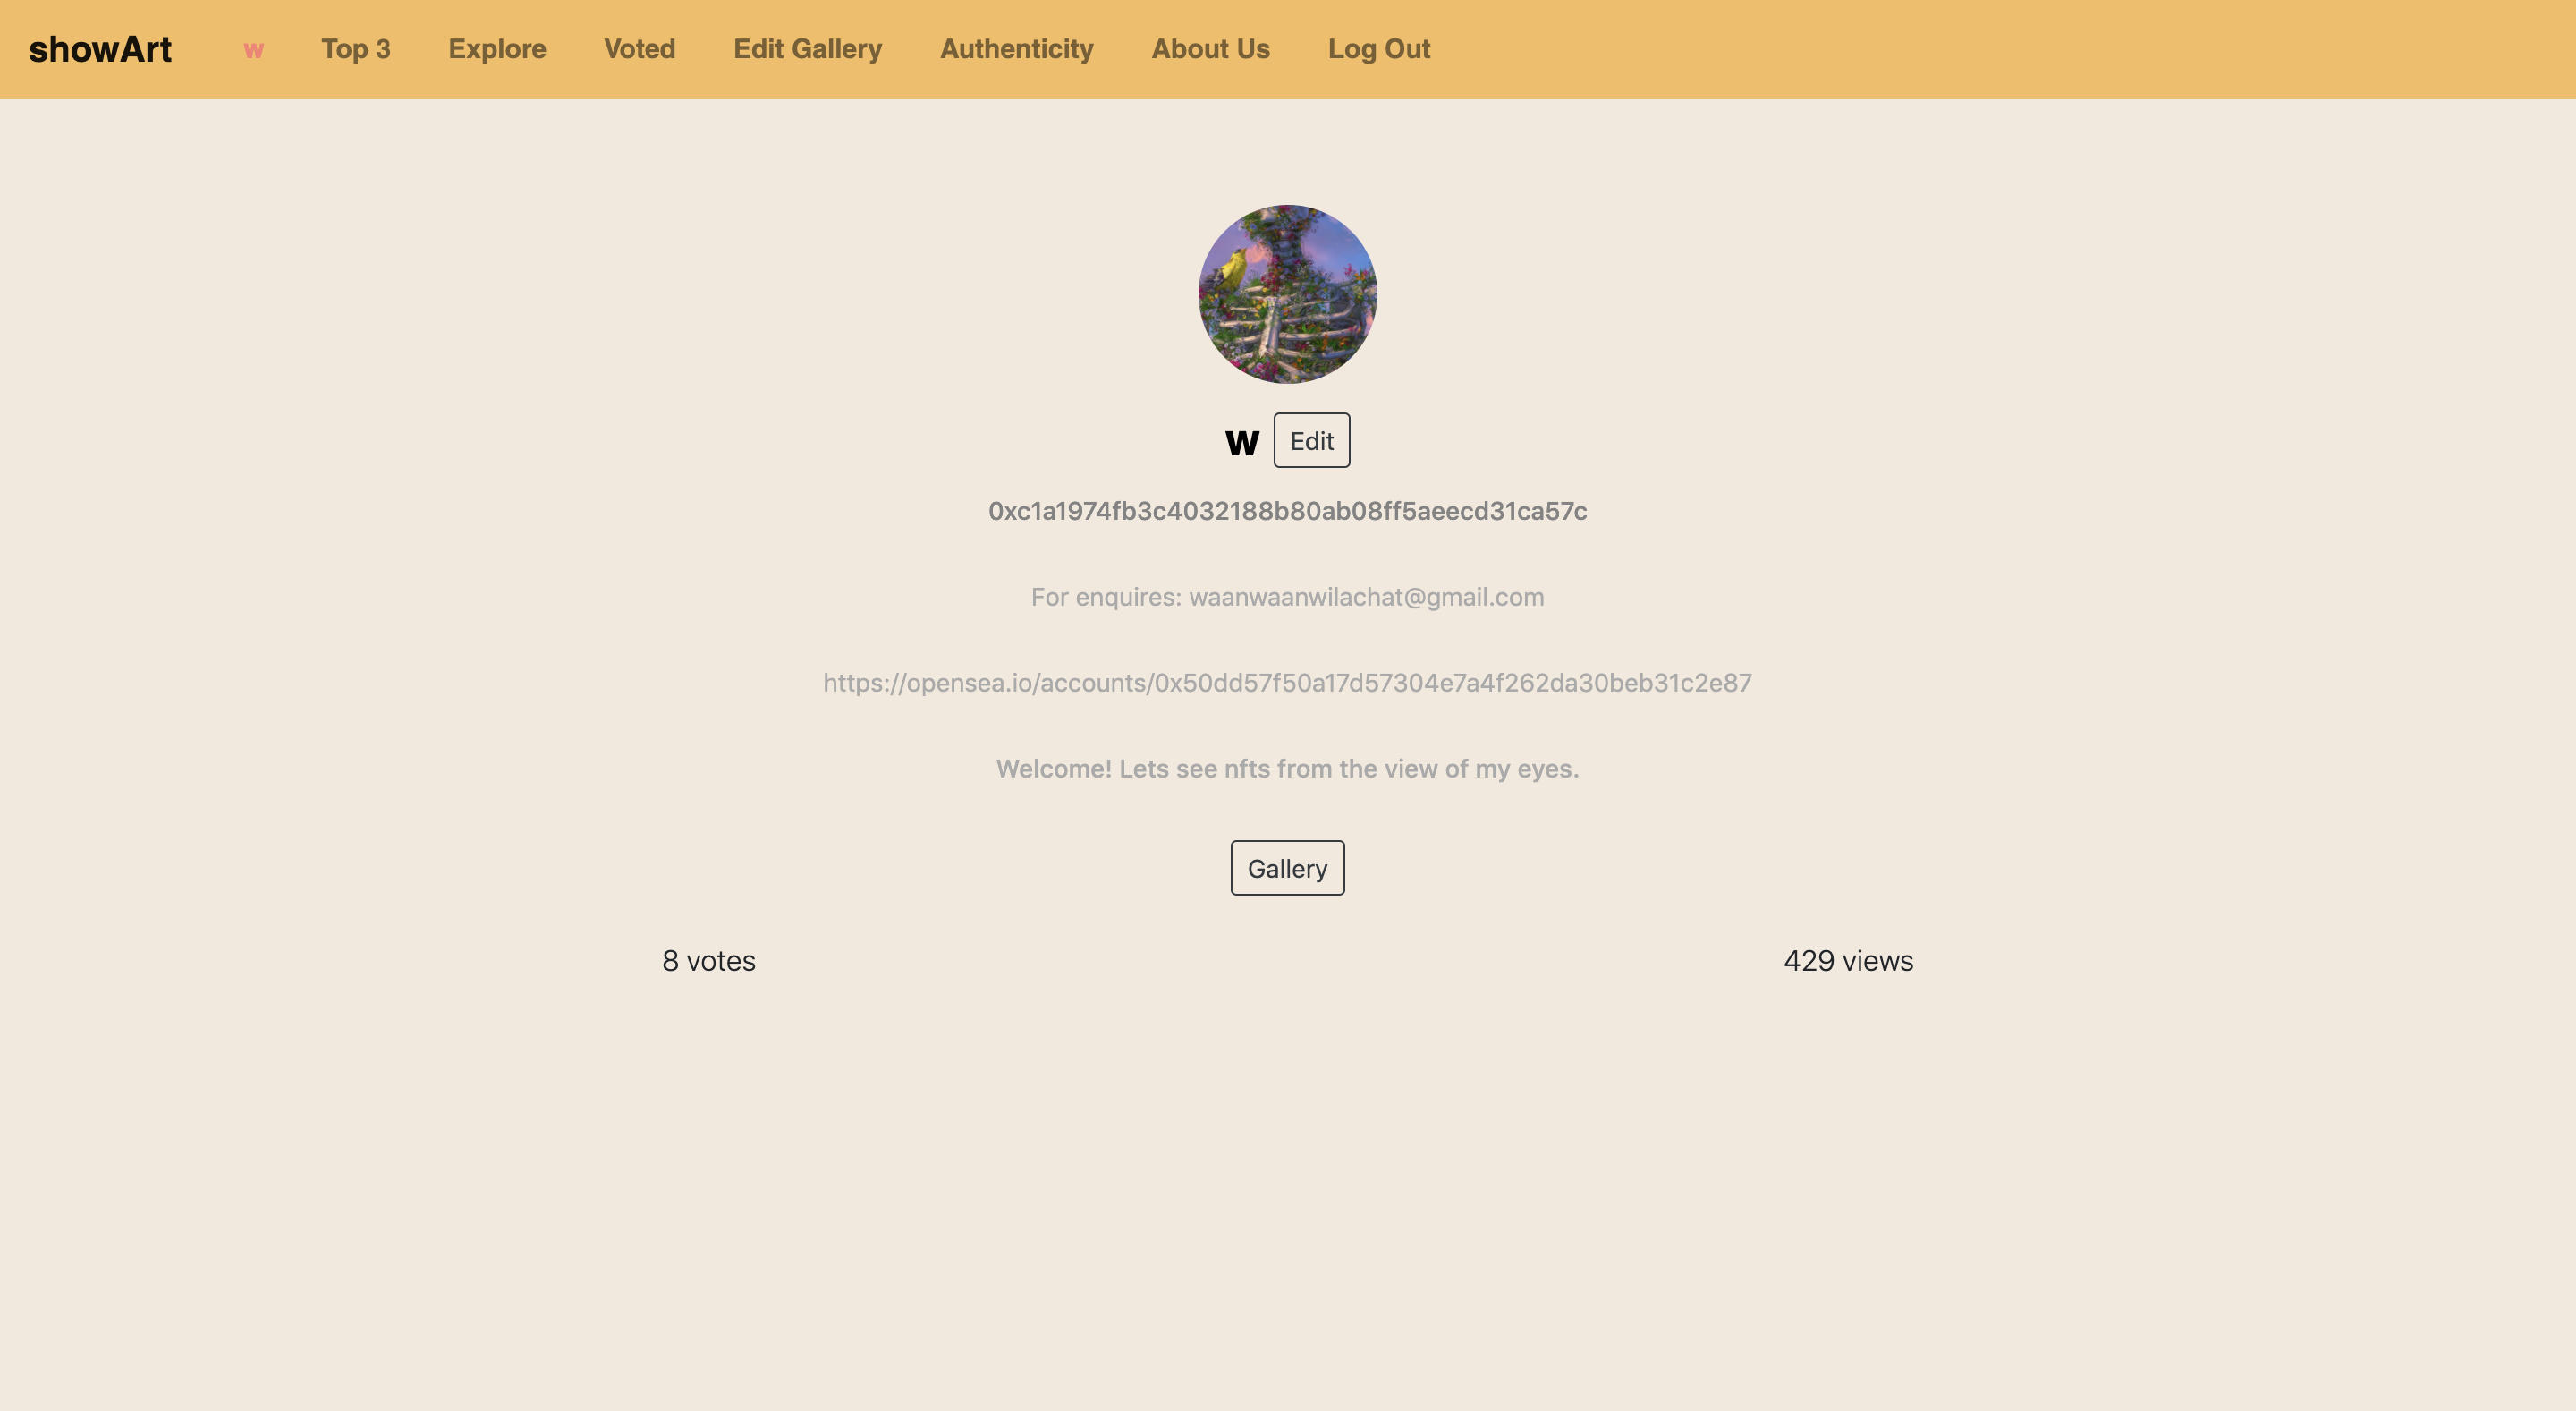 showArt w Top 3 Explore Voted Edit Gallery Authenticity About Us Log Out
w Edit
0xc1a1974fb3c4032188b80ab08ff5aeecd31ca57c
For enquires: waanwaanwilachat@gmail.com
https://opensea.io/accounts/0x50dd57f50a17d57304e7a4f262da30beb31c2e87
Welcome! Lets see nfts from the view of my eyes.
Gallery
8 votes 429 views